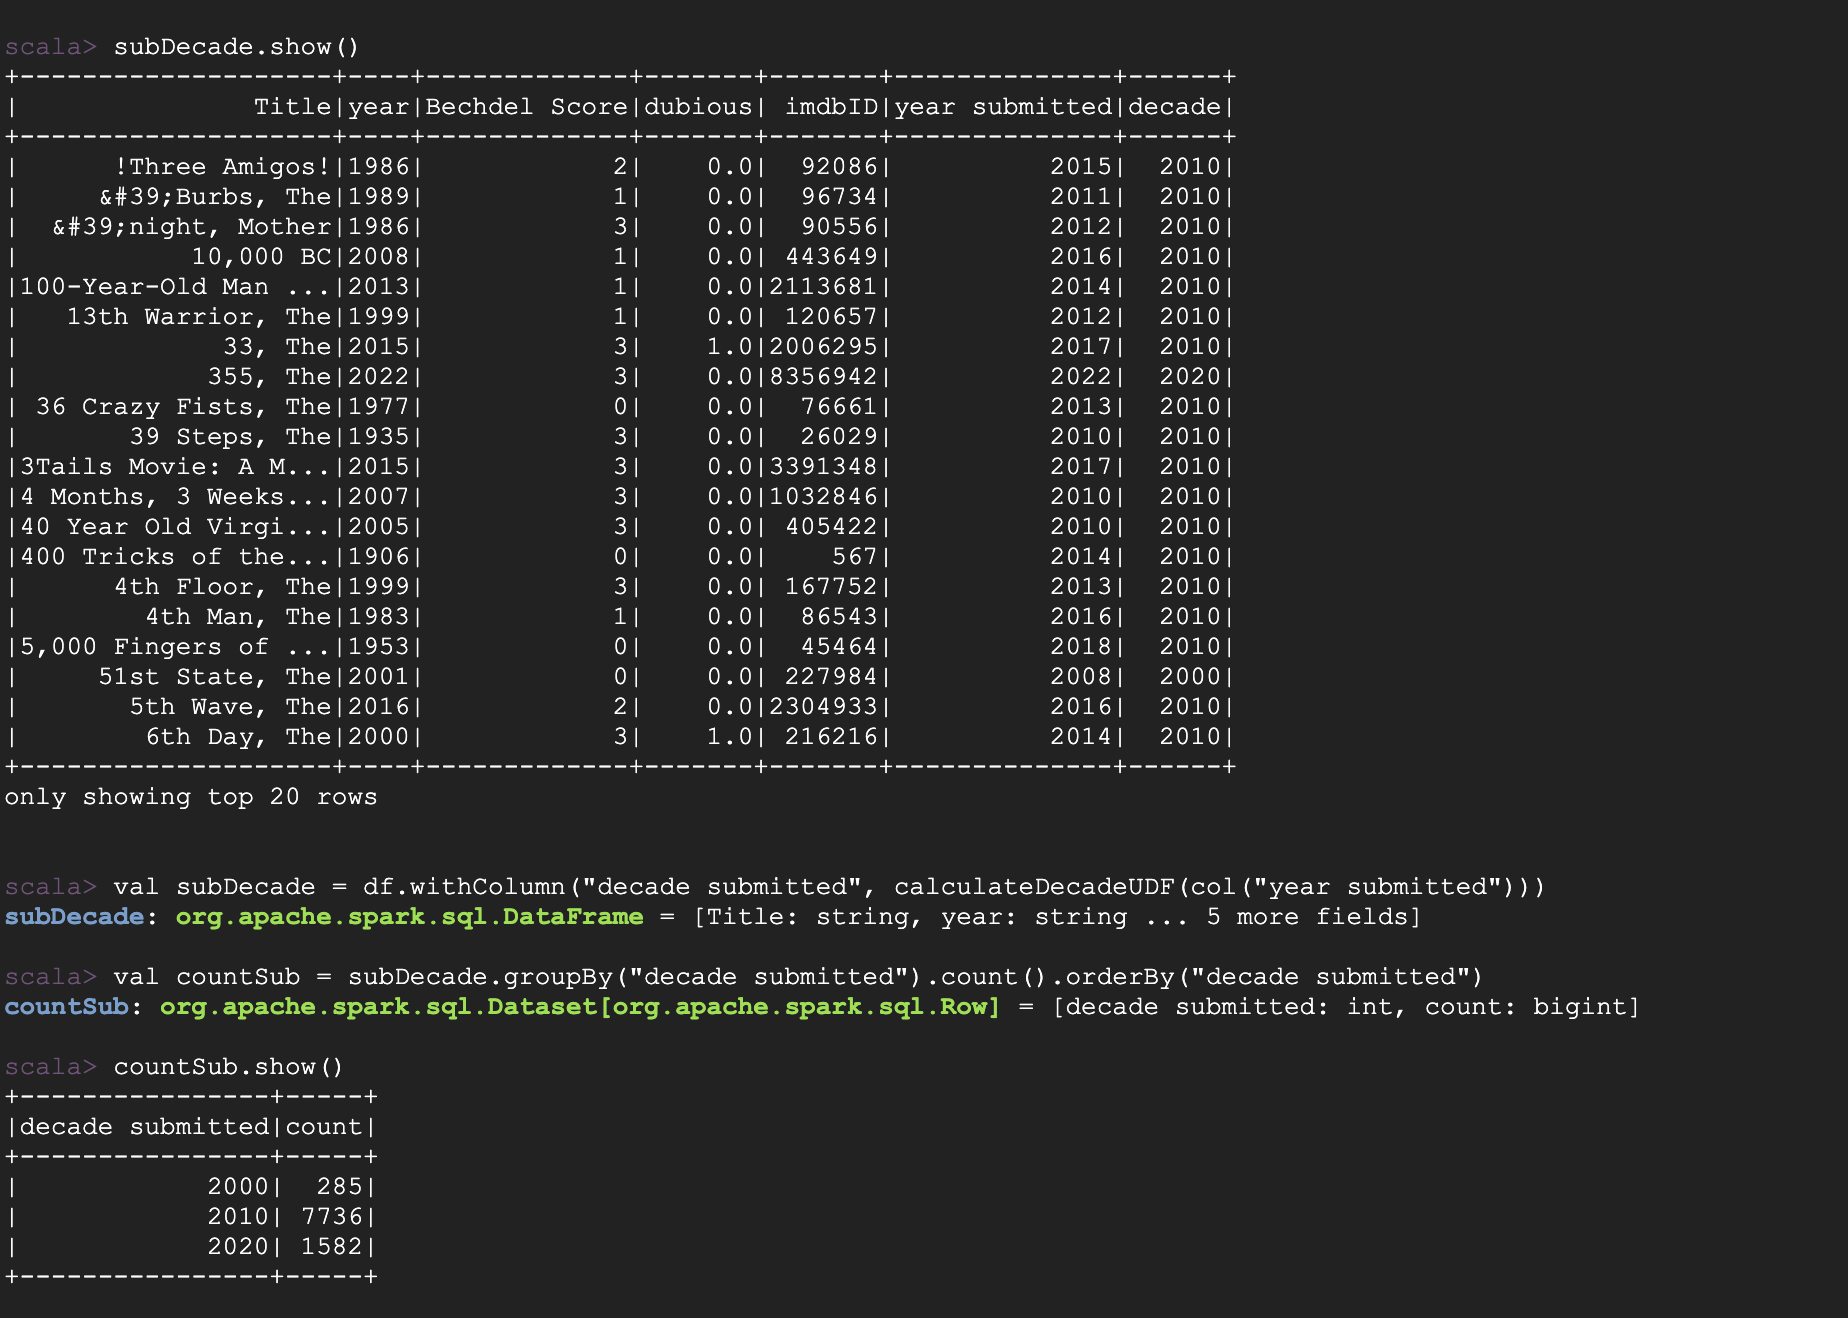 scala> subDecade.show()
+--------------------+----+-------------+-------+-------+--------------+------+
|               Title|year|Bechdel Score|dubious| imdbID|year submitted|decade|
+--------------------+----+-------------+-------+-------+--------------+------+
|       !Three Amigos!|1986|            2|    0.0|  92086|          2015|  2010|
|      &#39;Burbs, The|1989|            1|    0.0|  96734|          2011|  2010|
|  &#39;night, Mother|1986|            3|    0.0|  90556|          2012|  2010|
|           10,000 BC|2008|            1|    0.0| 443649|          2016|  2010|
|100-Year-Old Man ...|2013|            1|    0.0|2113681|          2014|  2010|
|   13th Warrior, The|1999|            1|    0.0| 120657|          2012|  2010|
|             33, The|2015|            3|    1.0|2006295|          2017|  2010|
|            355, The|2022|            3|    0.0|8356942|          2022|  2020|
| 36 Crazy Fists, The|1977|            0|    0.0|  76661|          2013|  2010|
|       39 Steps, The|1935|            3|    0.0|  26029|          2010|  2010|
|3Tails Movie: A M...|2015|            3|    0.0|3391348|          2017|  2010|
|4 Months, 3 Weeks...|2007|            3|    0.0|1032846|          2010|  2010|
|40 Year Old Virgi...|2005|            3|    0.0| 405422|          2010|  2010|
|400 Tricks of the...|1906|            0|    0.0|    567|          2014|  2010|
|      4th Floor, The|1999|            3|    0.0| 167752|          2013|  2010|
|        4th Man, The|1983|            1|    0.0|  86543|          2016|  2010|
|5,000 Fingers of ...|1953|            0|    0.0|  45464|          2018|  2010|
|     51st State, The|2001|            0|    0.0| 227984|          2008|  2000|
|       5th Wave, The|2016|            2|    0.0|2304933|          2016|  2010|
|        6th Day, The|2000|            3|    1.0| 216216|          2014|  2010|
+--------------------+----+-------------+-------+-------+--------------+------+
only showing top 20 rows
scala> val subDecade = df.withColumn("decade submitted", calculateDecadeUDF(col("year submitted")))
subDecade: org.apache.spark.sql.DataFrame = [Title: string, year: string ... 5 more fields]
scala> val countSub = subDecade.groupBy("decade submitted").count().orderBy("decade submitted")
countSub: org.apache.spark.sql.Dataset[org.apache.spark.sql.Row] = [decade submitted: int, count: bigint]
scala> countSub.show()
+----------------+-----+
|decade submitted|count|
+----------------+-----+
|            2000|  285|
|            2010| 7736|
|            2020| 1582|
+----------------+-----+